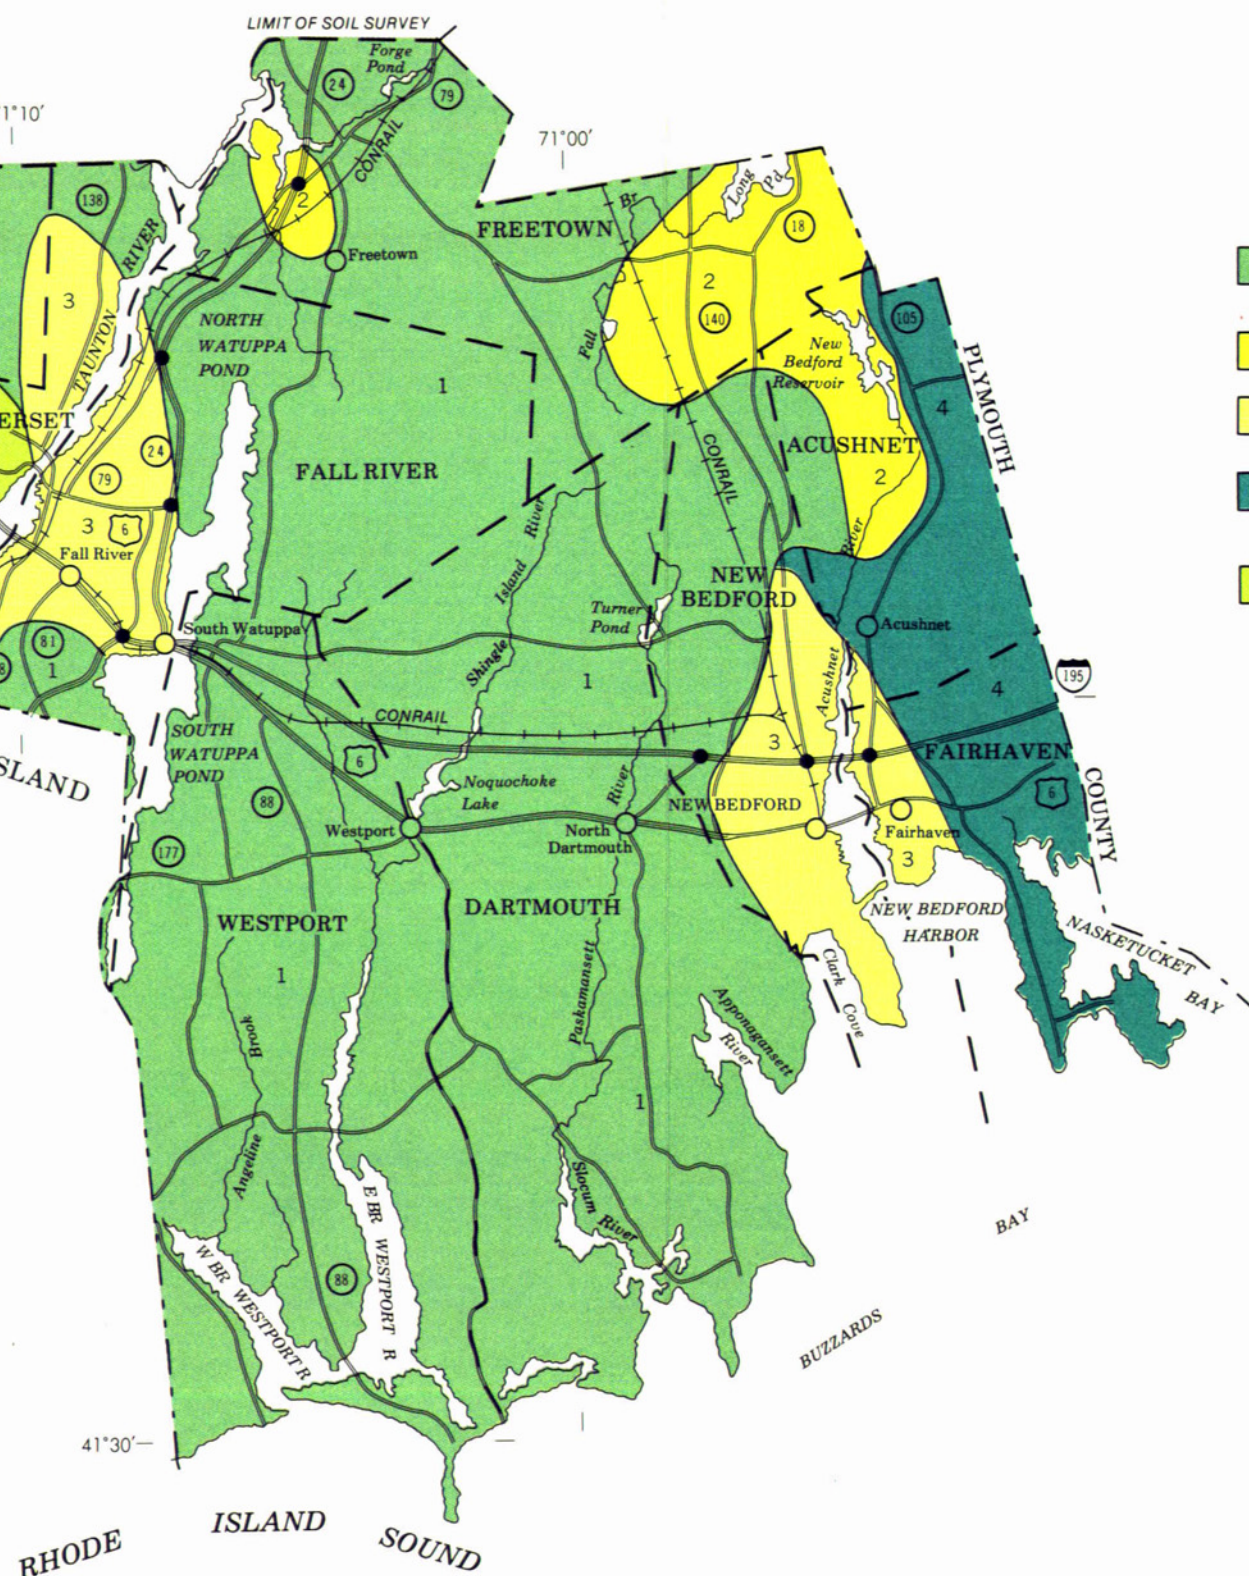 LIMIT OF SOIL SURVEY
Forge
Pond
24
79
CONRAIL
1°10′
71°00′
138
RIVER
TAUNTON
2
Freetown
FREETOWN
Br
Long
Pd
18
2
140
Fall
3
NORTH
WATUPPA
POND
1
New
Bedford
Reservoir
105
PLYMOUTH
4
ERSET
FALL RIVER
24
79
3
6
Fall River
CONRAIL
ACUSHNET
2
River
River
Island
Shingle
NEW
BEDFORD
Turner
Pond
South Watuppa
81
8
1
Acushnet
Acushnet
195
4
1
CONRAIL
SOUTH
WATUPPA
POND
6
3
FAIRHAVEN
SLAND
Noquochoke
Lake
River
NEW BEDFORD
6
COUNTY
88
Westport
North
Dartmouth
Fairhaven
3
177
WESTPORT
DARTMOUTH
NEW BEDFORD
HARBOR
NASKETUCKET
BAY
1
Paskamansett
Clark
Cove
Brook
Apponagansett
River
1
Angeline
Slocum
River
E BR WESTPORT R
W BR WESTPORT R
88
BAY
BUZZARDS
41°30′
RHODE
ISLAND
SOUND